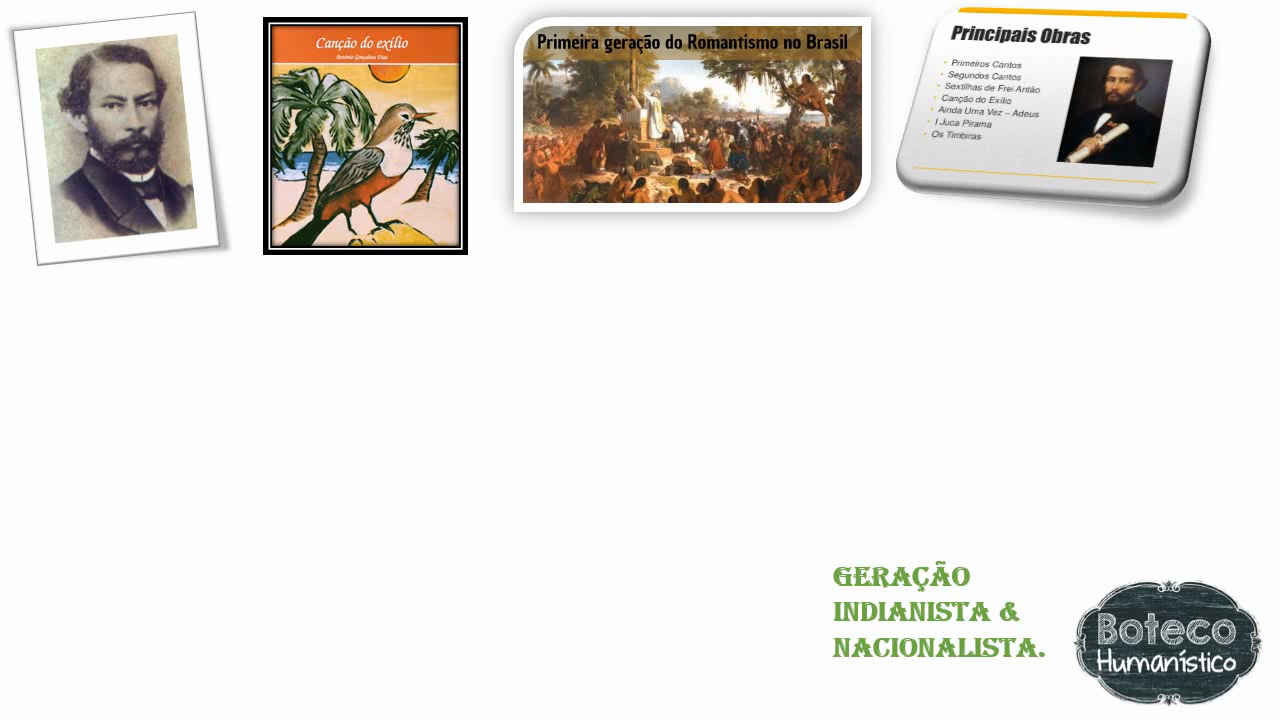 Canção do exílio
Antônio Gonçalves Dias
Primeira geração do Romantismo no Brasil
Principais Obras
Primeiros Cantos
Segundos Cantos
Sextilhas de Frei Antão
Canção do Exílio
Ainda Uma Vez – Adeus
I Juca Pirama
Os Timbiras
GERAÇÃO
INDIANISTA &
NACIONALISTA.
Boteco
Humanístico